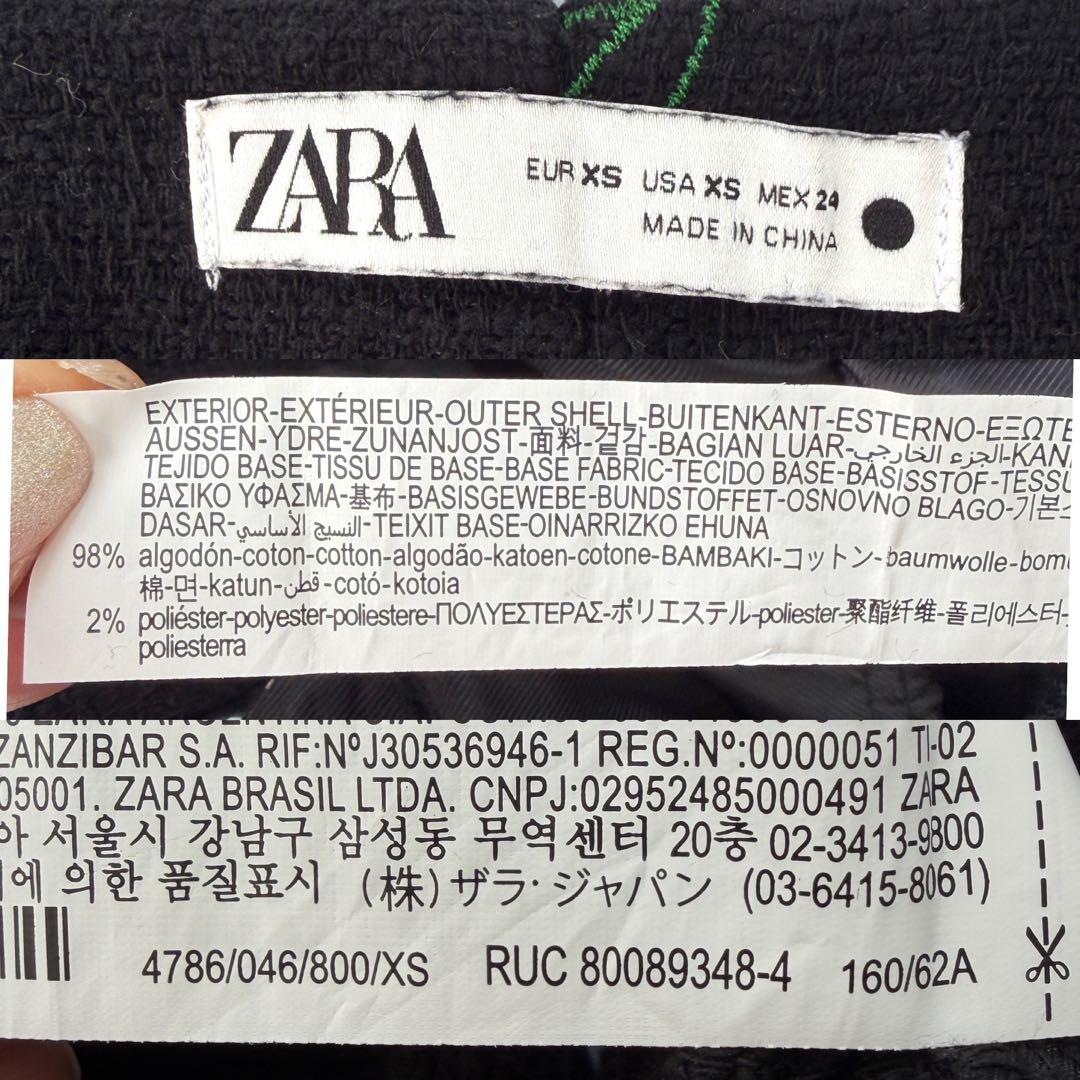 ZARA
EUR XS USA XS MEX 24
MADE IN CHINA
EXTERIOR-EXTÉRIEUR-OUTER SHELL-BUITENKANT-ESTERNO-ΕΞΩΤΕ
AUSSEN-YDRE-ZUNANJOST-面料-겉감-BAGIAN LUAR-الجزء الخارجي-KAN
TEJIDO BASE-TISSU DE BASE-BASE FABRIC-TECIDO BASE-BASISSTOF-TESSU
ΒΑΣΙΚΟ ΥΦΑΣΜΑ-基布-BASISGEWEBE-BUNDSTOFFET-OSNOVNO BLAGO-기본
DASAR-النسيج الأساسي-TEIXIT BASE-OINARRIZKO EHUNA
98% algodón-coton-cotton-algodão-katoen-cotone-BAMBAKI-コットン-baumwolle-bom
棉-면-katun-قطن-cotó-kotoia
2% poliéster-polyester-poliestere-ΠΟΛΥΕΣΤΕΡΑΣ-ポリエステル-poliester-聚酯纤维-폴리에스터-
poliesterra
ZANZIBAR S.A. RIF:NºJ30536946-1 REG.Nº:0000051 TI-02
05001. ZARA BRASIL LTDA. CNPJ:02952485000491 ZARA
아 서울시 강남구 삼성동 무역센터 20층 02-3413-9800
에 의한 품질표시 (株)ザラ·ジャパン (03-6415-8061)
4786/046/800/XS RUC 80089348-4 160/62A